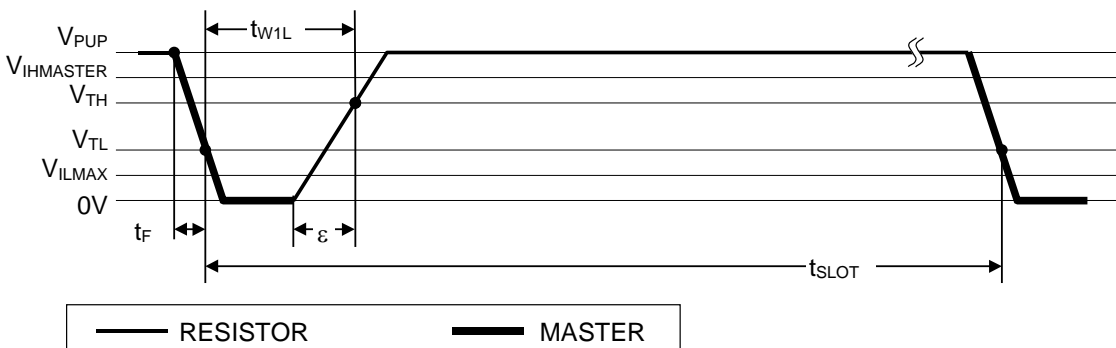 tW1L
VPUP
VIHMASTER
VTH
VTL
VILMAX
0V
tF
ε
tSLOT
RESISTOR
MASTER